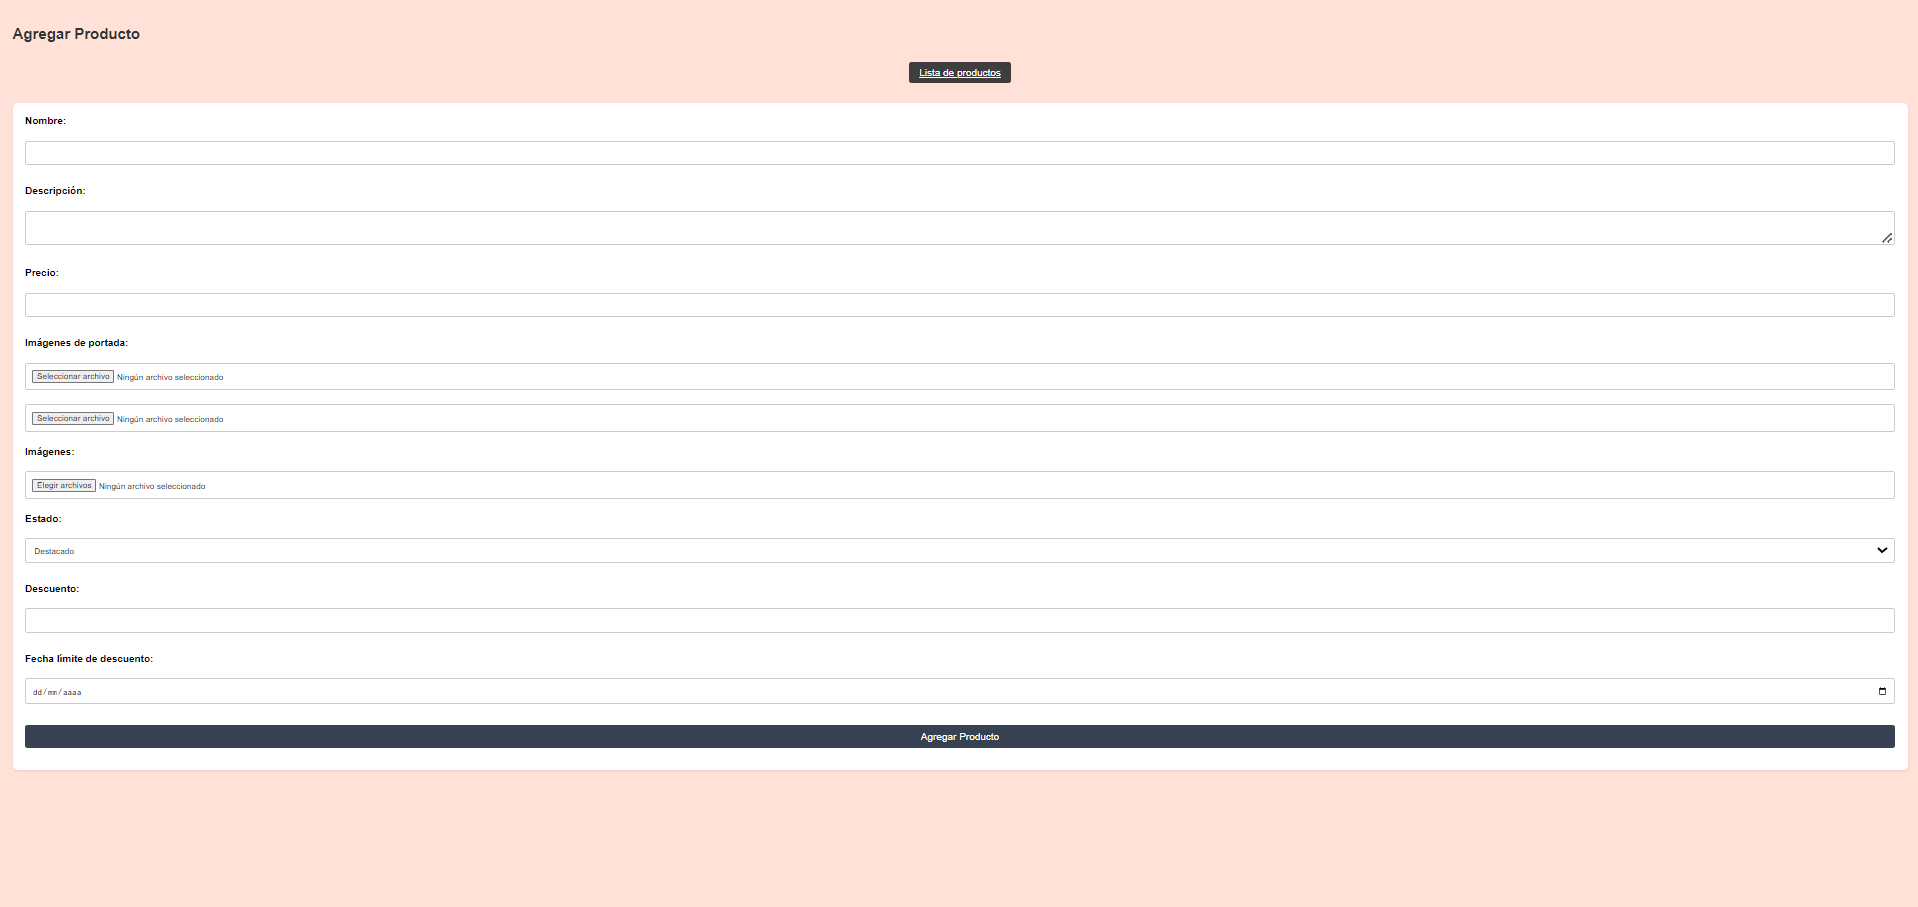 Agregar Producto
Lista de productos
Nombre:
Descripción:
Precio:
Imágenes de portada:
Seleccionar archivo Ningún archivo seleccionado
Seleccionar archivo Ningún archivo seleccionado
Imágenes:
Elegir archivos Ningún archivo seleccionado
Estado:
Destacado
Descuento:
Fecha límite de descuento:
dd/mm/aaaa
Agregar Producto